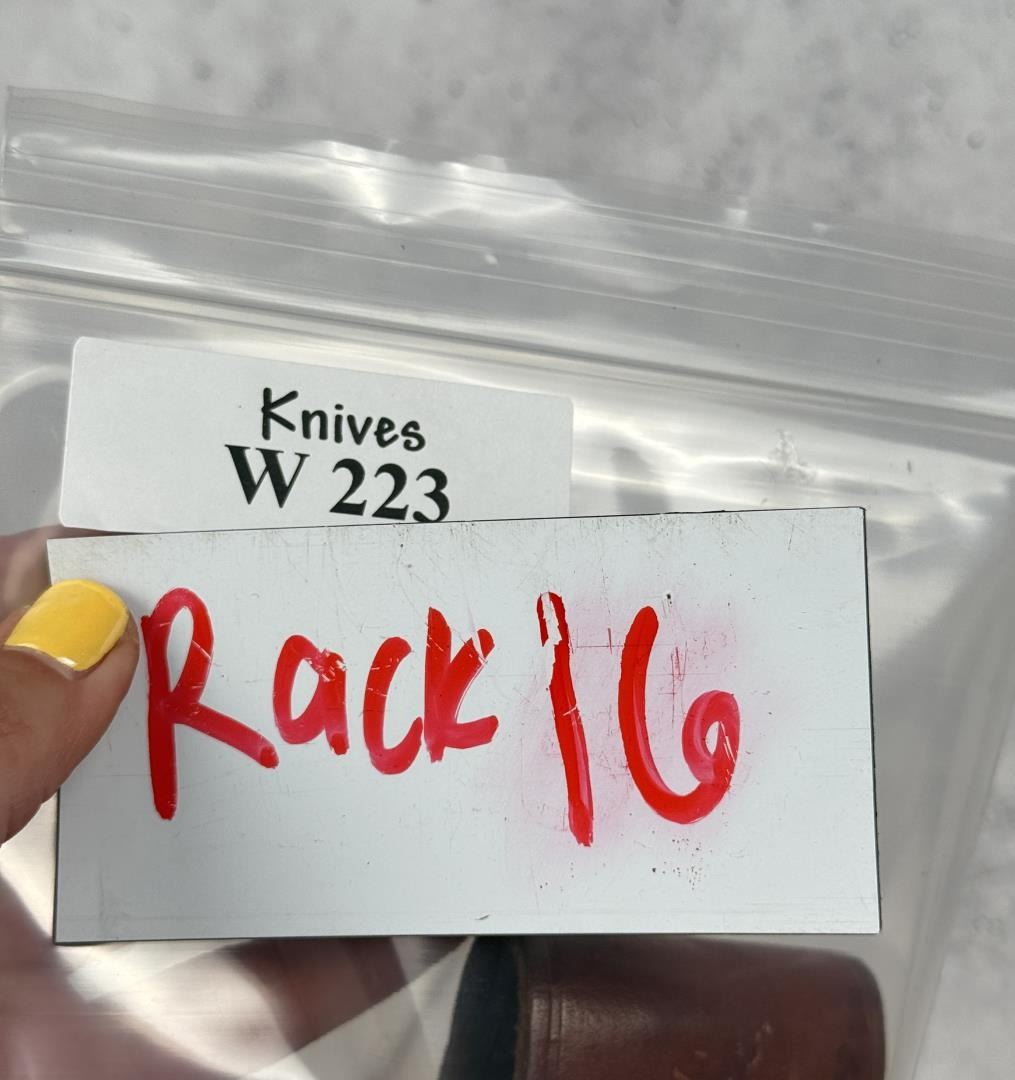 Knives
W 223
Rack 16